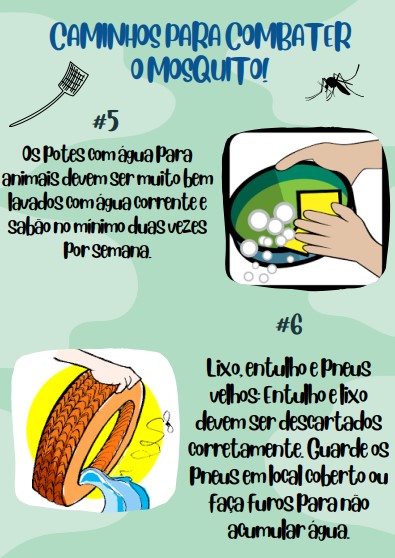 CAMINHOS PARA COMBATER
O MOSQUITO!
#5
Os Potes com água Para
animais devem ser muito bem
lavados com água corrente e
sabão no mínimo duas vezes
Por semana.
#6
Lixo, entulho e Pneus
velhos: Entulho e lixo
devem ser descartados
corretamente. Guarde os
Pneus em local coberto ou
faça furos Para não
acumular água.